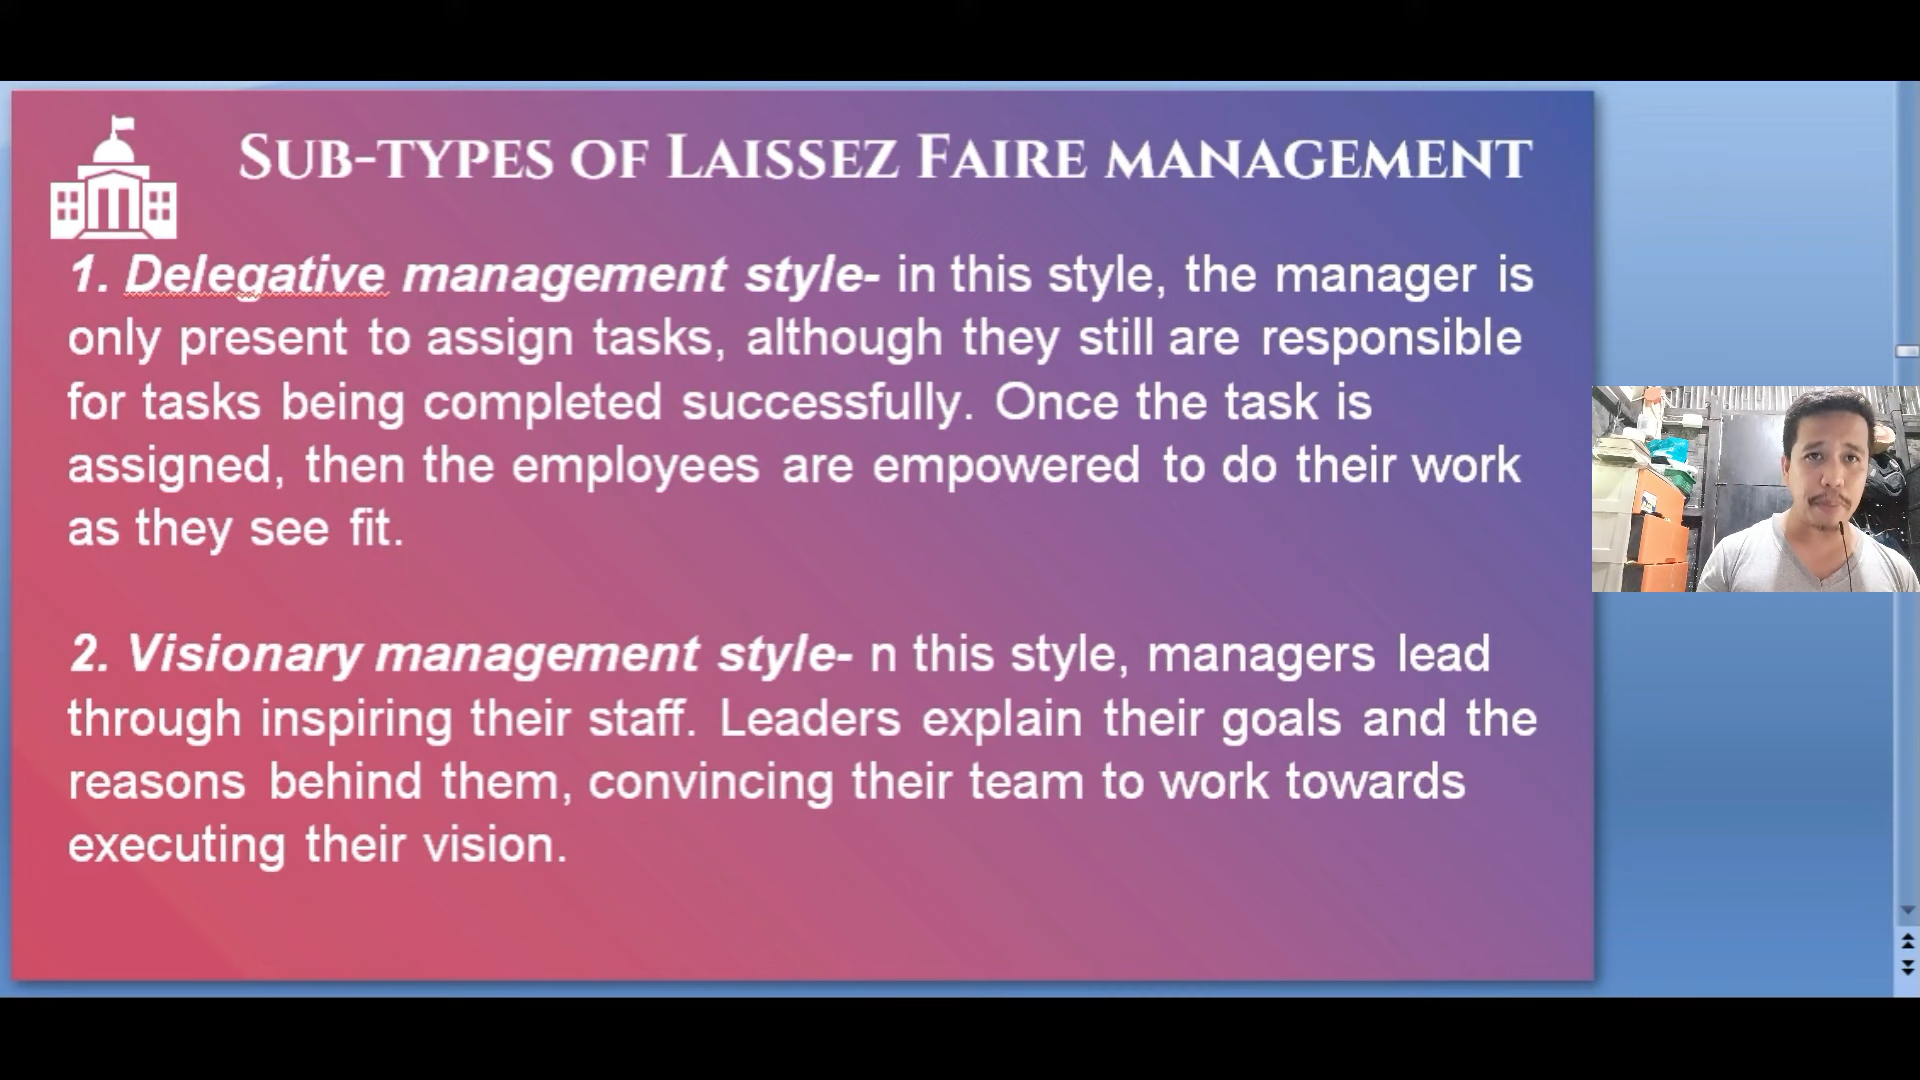 SUB-TYPES OF LAISSEZ FAIRE MANAGEMENT
1. Delegative management style- in this style, the manager is
only present to assign tasks, although they still are responsible
for tasks being completed successfully. Once the task is
assigned, then the employees are empowered to do their work
as they see fit.
2. Visionary management style- n this style, managers lead
through inspiring their staff. Leaders explain their goals and the
reasons behind them, convincing their team to work towards
executing their vision.